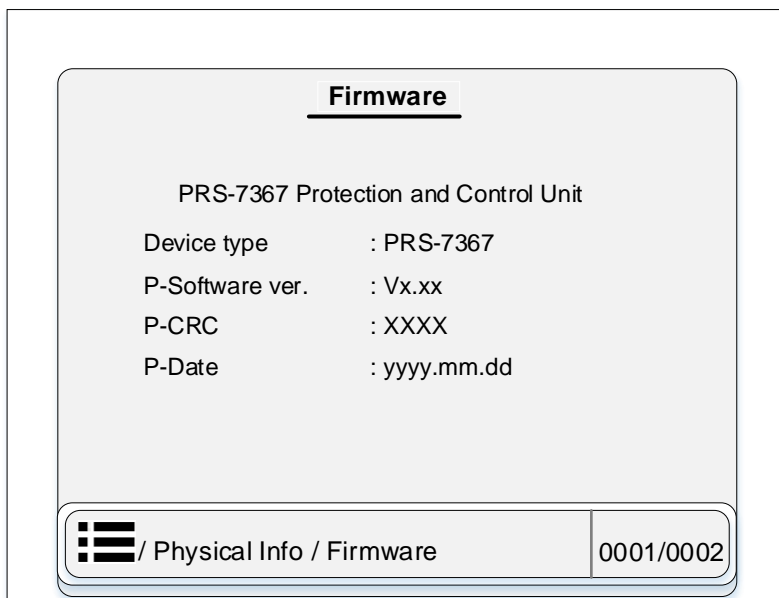 Firmware
PRS-7367 Protection and Control Unit
Device type : PRS-7367
P-Software ver. : Vx.xx
P-CRC : XXXX
P-Date : yyyy.mm.dd
/ Physical Info / Firmware 0001/0002